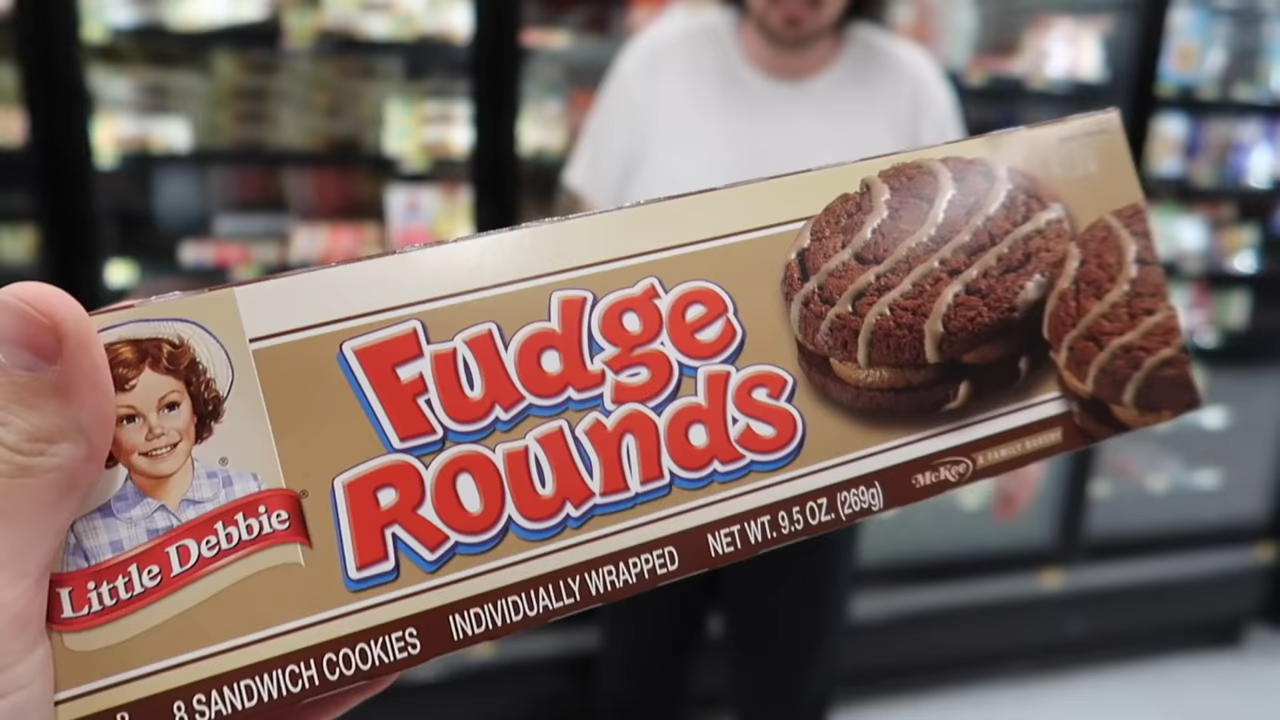 Fudge
Rounds
Little Debbie®
8 SANDWICH COOKIES INDIVIDUALLY WRAPPED NET WT. 9.5 OZ. (269g) McKee A FAMILY BAKERY